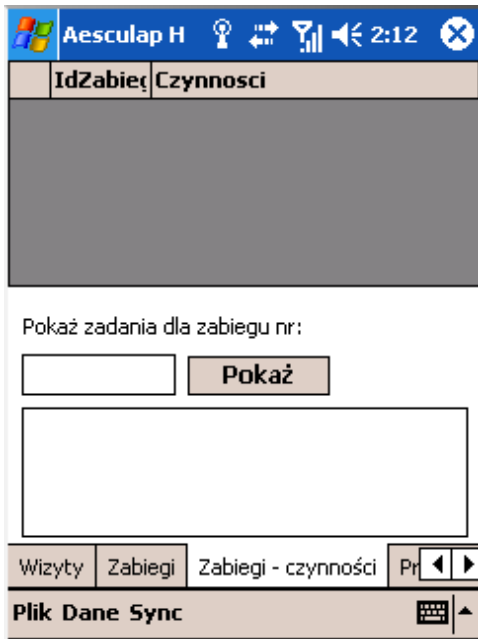 Aesculap H 2:12
IdZabieg Czynnosci
Pokaż zadania dla zabiegu nr:
Pokaż
Wizyty Zabiegi Zabiegi - czynności Pr
Plik Dane Sync